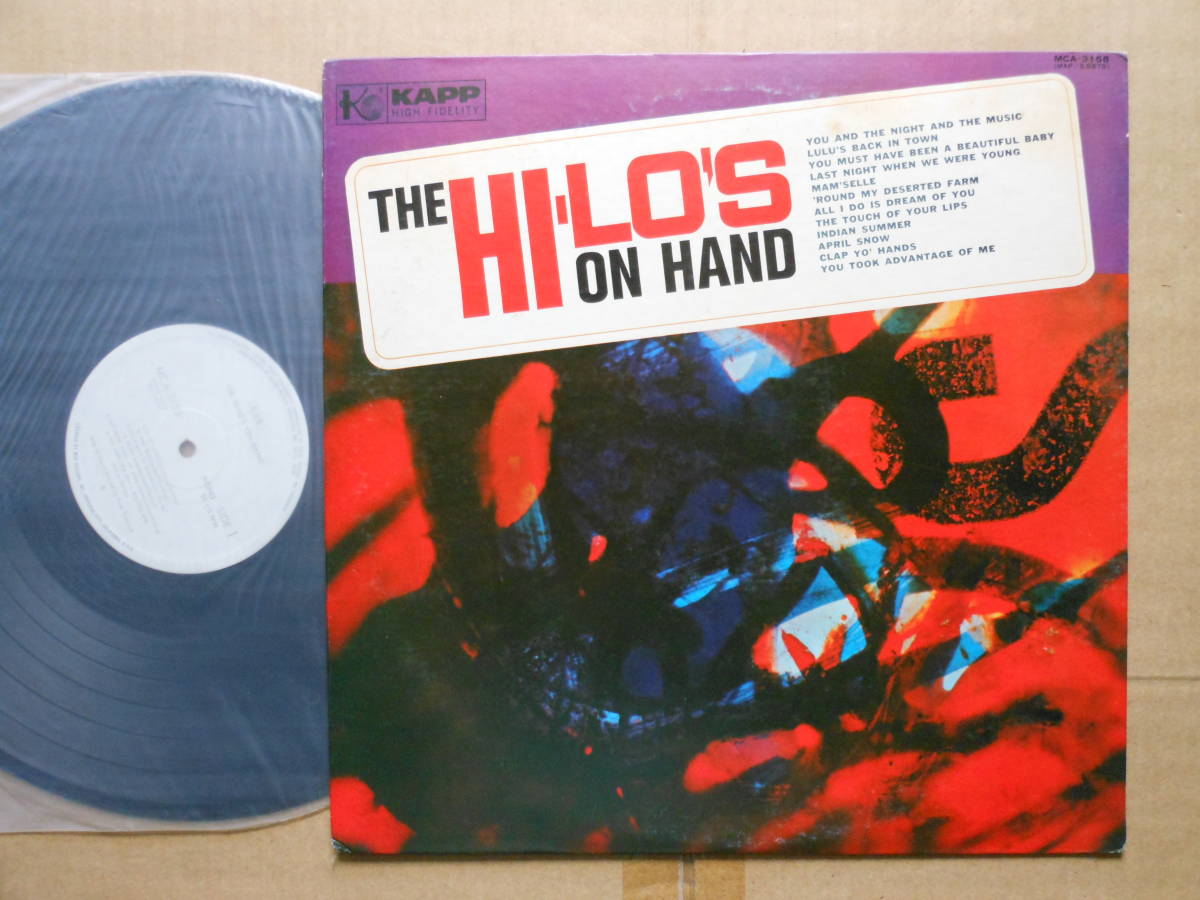 KAPP
HIGH FIDELITY
MCA-3168
THE HI-LO'S
ON HAND
YOU AND THE NIGHT AND THE MUSIC
LULU'S BACK IN TOWN
YOU MUST HAVE BEEN A BEAUTIFUL BABY
LAST NIGHT WHEN WE WERE YOUNG
MAM'SELLE
'ROUND MY DESERTED FARM
ALL I DO IS DREAM OF YOU
THE TOUCH OF YOUR LIPS
INDIAN SUMMER
APRIL SNOW
CLAP YO' HANDS
YOU TOOK ADVANTAGE OF ME